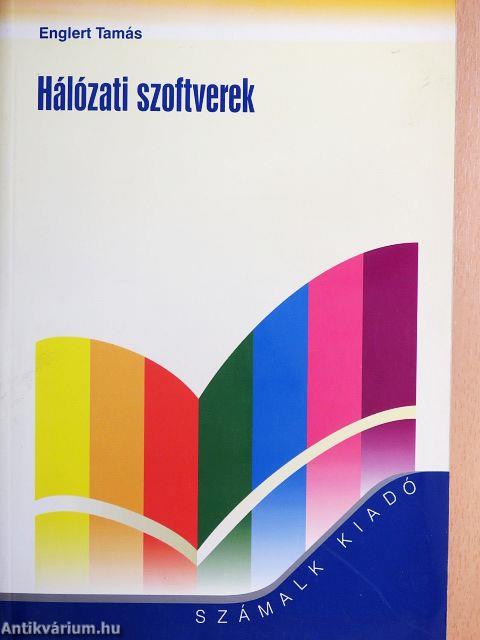 Englert Tamás
Hálózati szoftverek
SZÁMALK KIADÓ
Antikvárium.hu